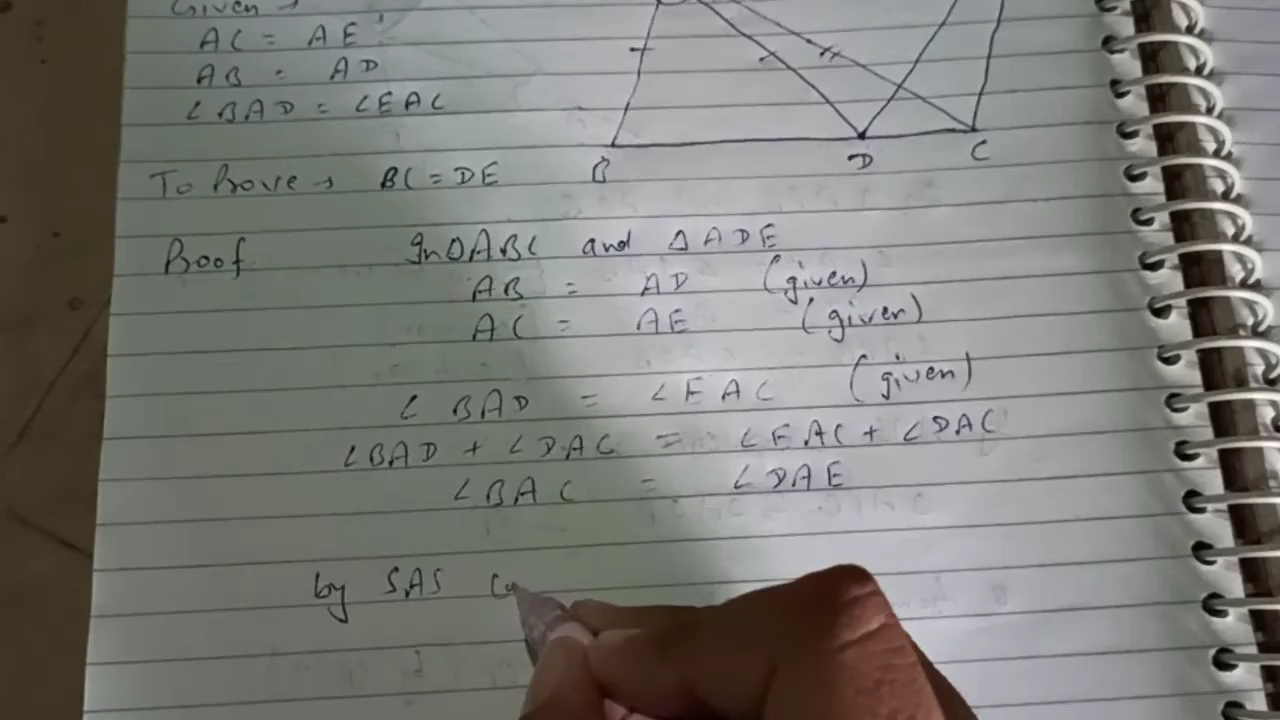 Given →
AC = AE
AB = AD
∠BAD = ∠EAC
To Prove → BC = DE
B D C
Proof In ΔABC and ΔADE
AB = AD (given)
AC = AE (given)
∠BAD = ∠EAC (given)
∠BAD + ∠DAC = ∠EAC + ∠DAC
∠BAC = ∠DAE
by SAS Co